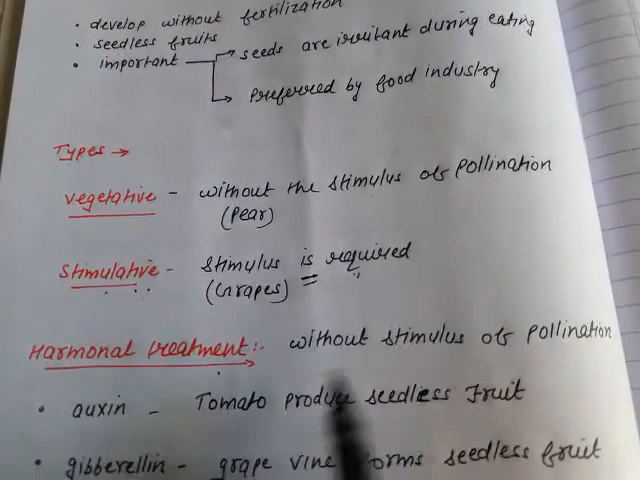 • develop without fertilization
• seedless fruits
• important → seeds are irritant during eating
→ Preferred by food industry
Types →
Vegetative - without the stimulus of pollination
(Pear)
Stimulative - stimulus is required
(Grapes)
Harmonal treatment:- without stimulus of pollination
• auxin - Tomato produce seedless fruit
• gibberellin - grape vine forms seedless fruit